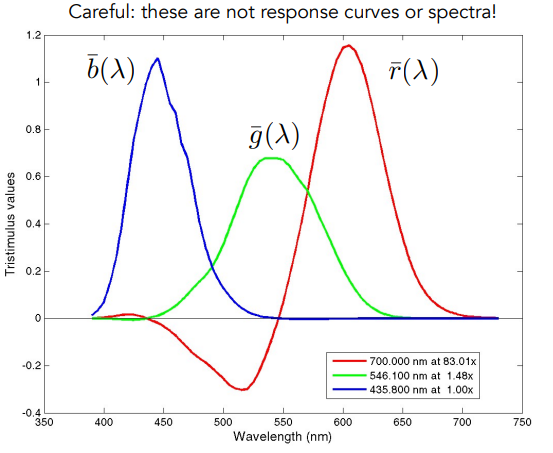 Careful: these are not response curves or spectra!
1.2
1
0.8
0.6
0.4
0.2
0
-0.2
-0.4
Tristimulus values
b̄(λ)
ḡ(λ)
r̄(λ)
700.000 nm at 83.01x
546.100 nm at 1.48x
435.800 nm at 1.00x
350 400 450 500 550 600 650 700 750
Wavelength (nm)